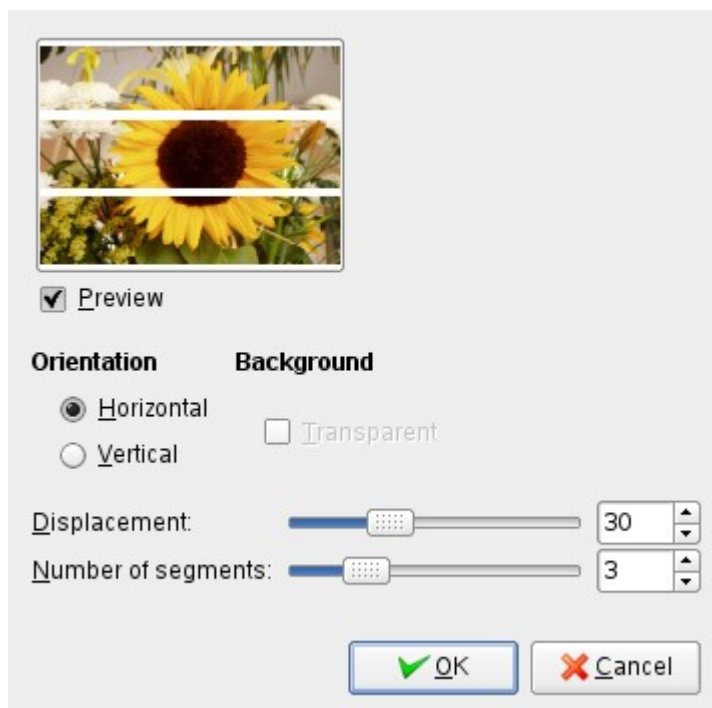 Preview
Orientation Background
Horizontal
Transparent
Vertical
Displacement: 30
Number of segments: 3
OK Cancel